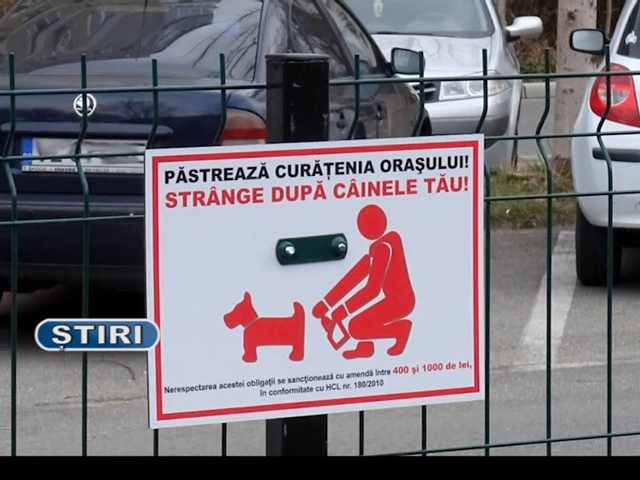 PĂSTREAZĂ CURĂȚENIA ORAȘULUI!
STRÂNGE DUPĂ CÂINELE TĂU!
ȘTIRI
Nerespectarea acestei obligații se sancționează cu amendă între 400 și 1000 de lei,
în conformitate cu HCL nr. 180/2010